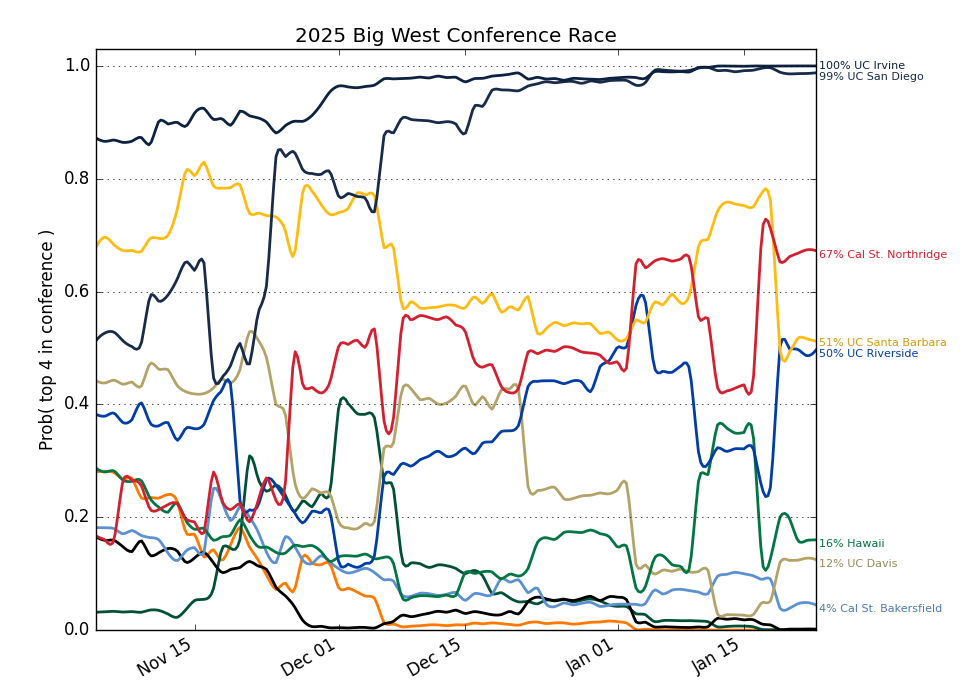 2025 Big West Conference Race
Prob( top 4 in conference )
1.0
0.8
0.6
0.4
0.2
0.0
Nov 15
Dec 01
Dec 15
Jan 01
Jan 15
100% UC Irvine
99% UC San Diego
67% Cal St. Northridge
51% UC Santa Barbara
50% UC Riverside
16% Hawaii
12% UC Davis
4% Cal St. Bakersfield